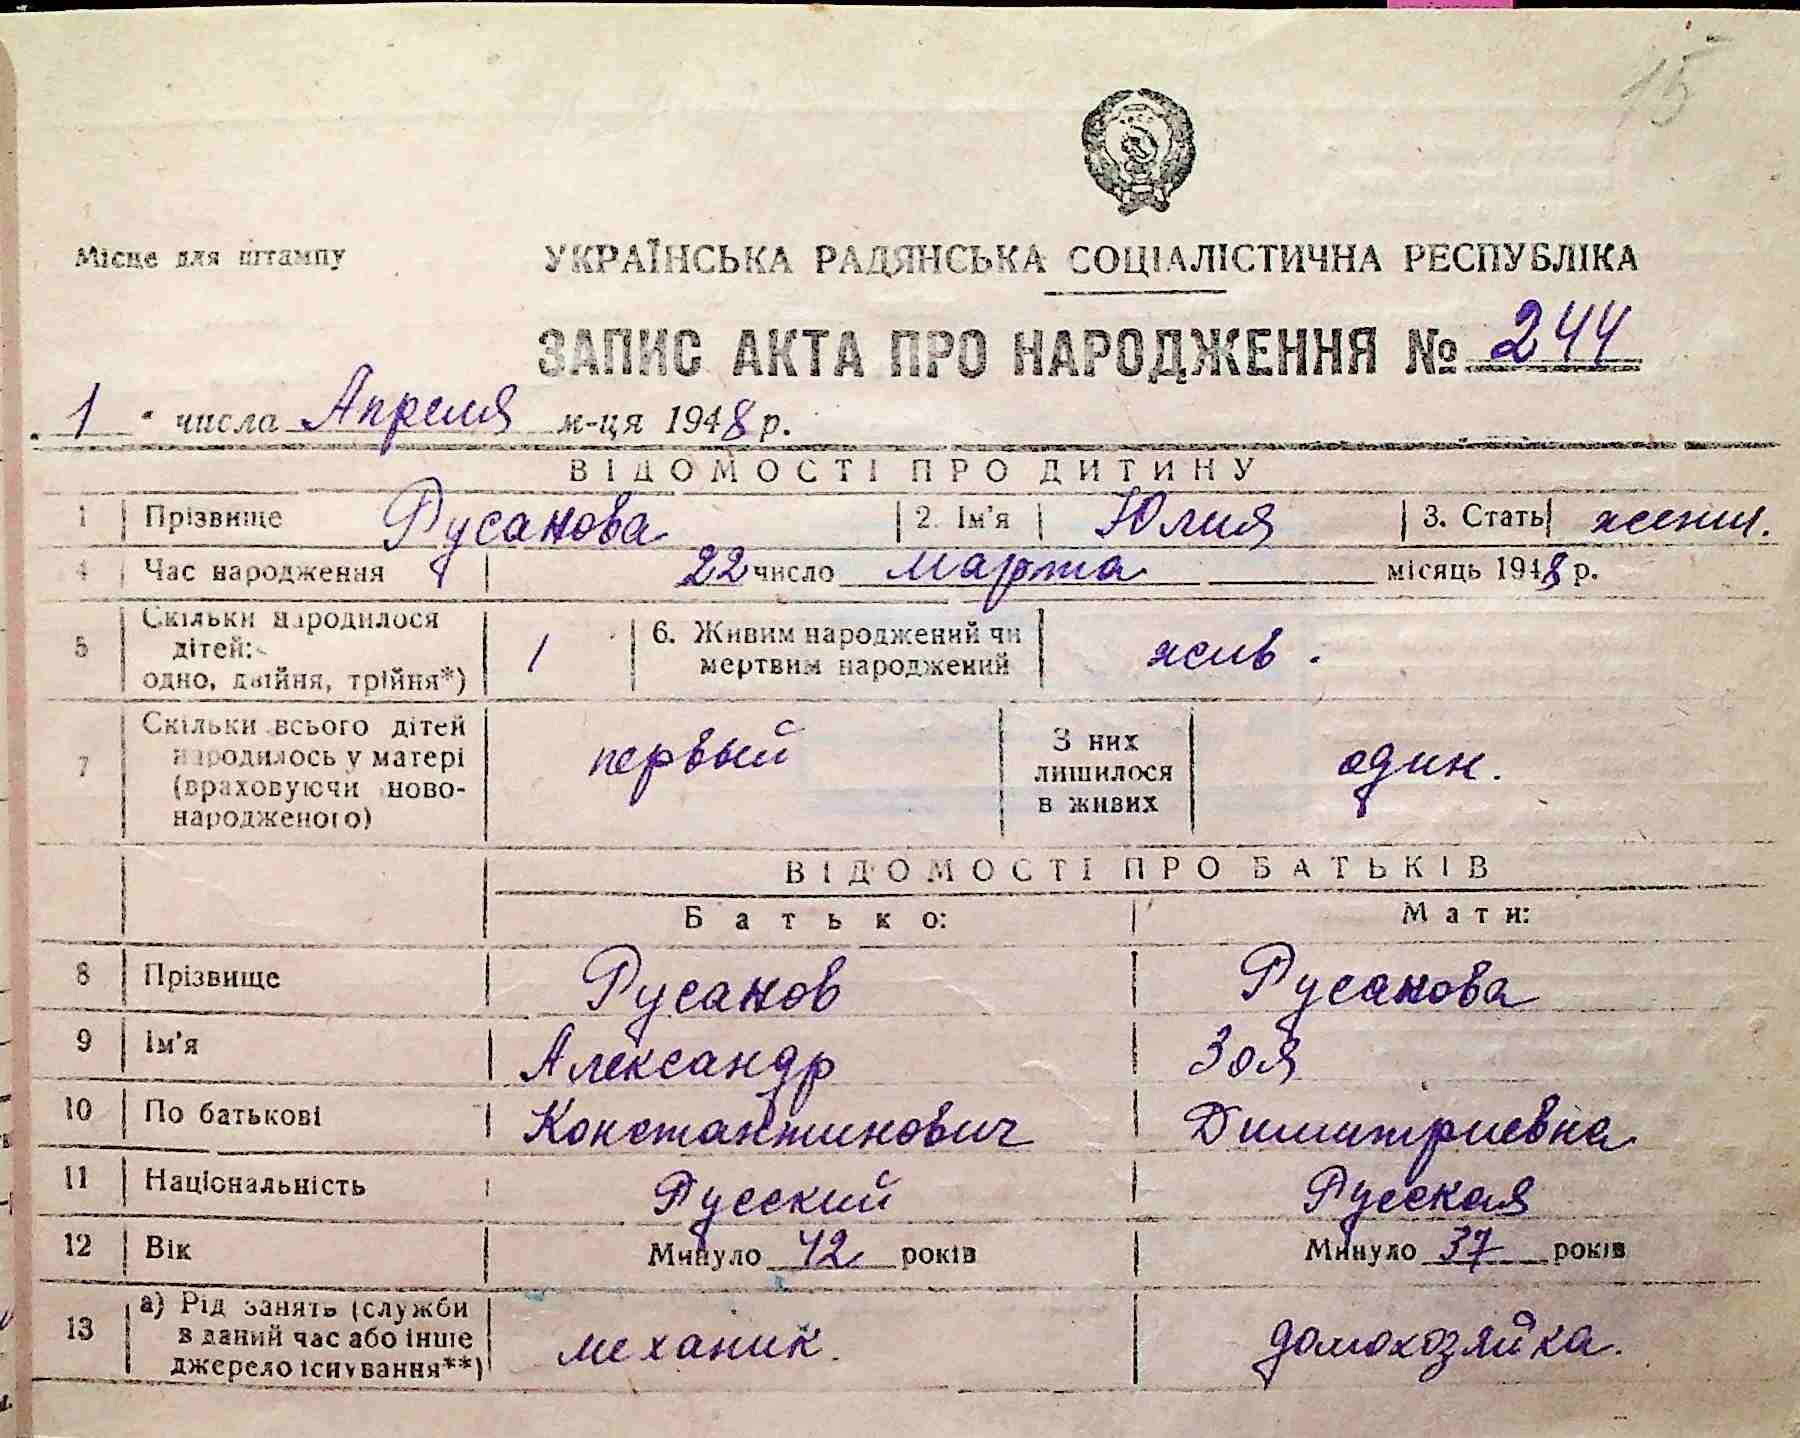 15
Місце для штампу
УКРАЇНСЬКА РАДЯНСЬКА СОЦІАЛІСТИЧНА РЕСПУБЛІКА
ЗАПИС АКТА ПРО НАРОДЖЕННЯ № 244
1 " числа Апреля м-ця 1948 р.
ВІДОМОСТІ ПРО ДИТИНУ
1 Прізвище Русанова 2. Ім'я Юлия 3. Стать женск.
4 Час народження 22 число марта місяць 1948 р.
5 Скільки народилося
дітей:
одно, двійня, трійня*)
1
6. Живим народжений чи
мертвим народжений
жив.
7 Скільки всього дітей
народилось у матері
(враховуючи ново-
народженого)
первый
З них
лишилося
в живих
один.
ВІДОМОСТІ ПРО БАТЬКІВ
Батько: Мати:
8 Прізвище Русанов Русанова
9 Ім'я Александр Зоя
10 По батькові Константинович Димитриевна
11 Національність Русский Русская
12 Вік Минуло 42 років Минуло 37 років
13 а) Рід занять (служби
в даний час або інше
джерело існування**)
механик. домохозяйка.